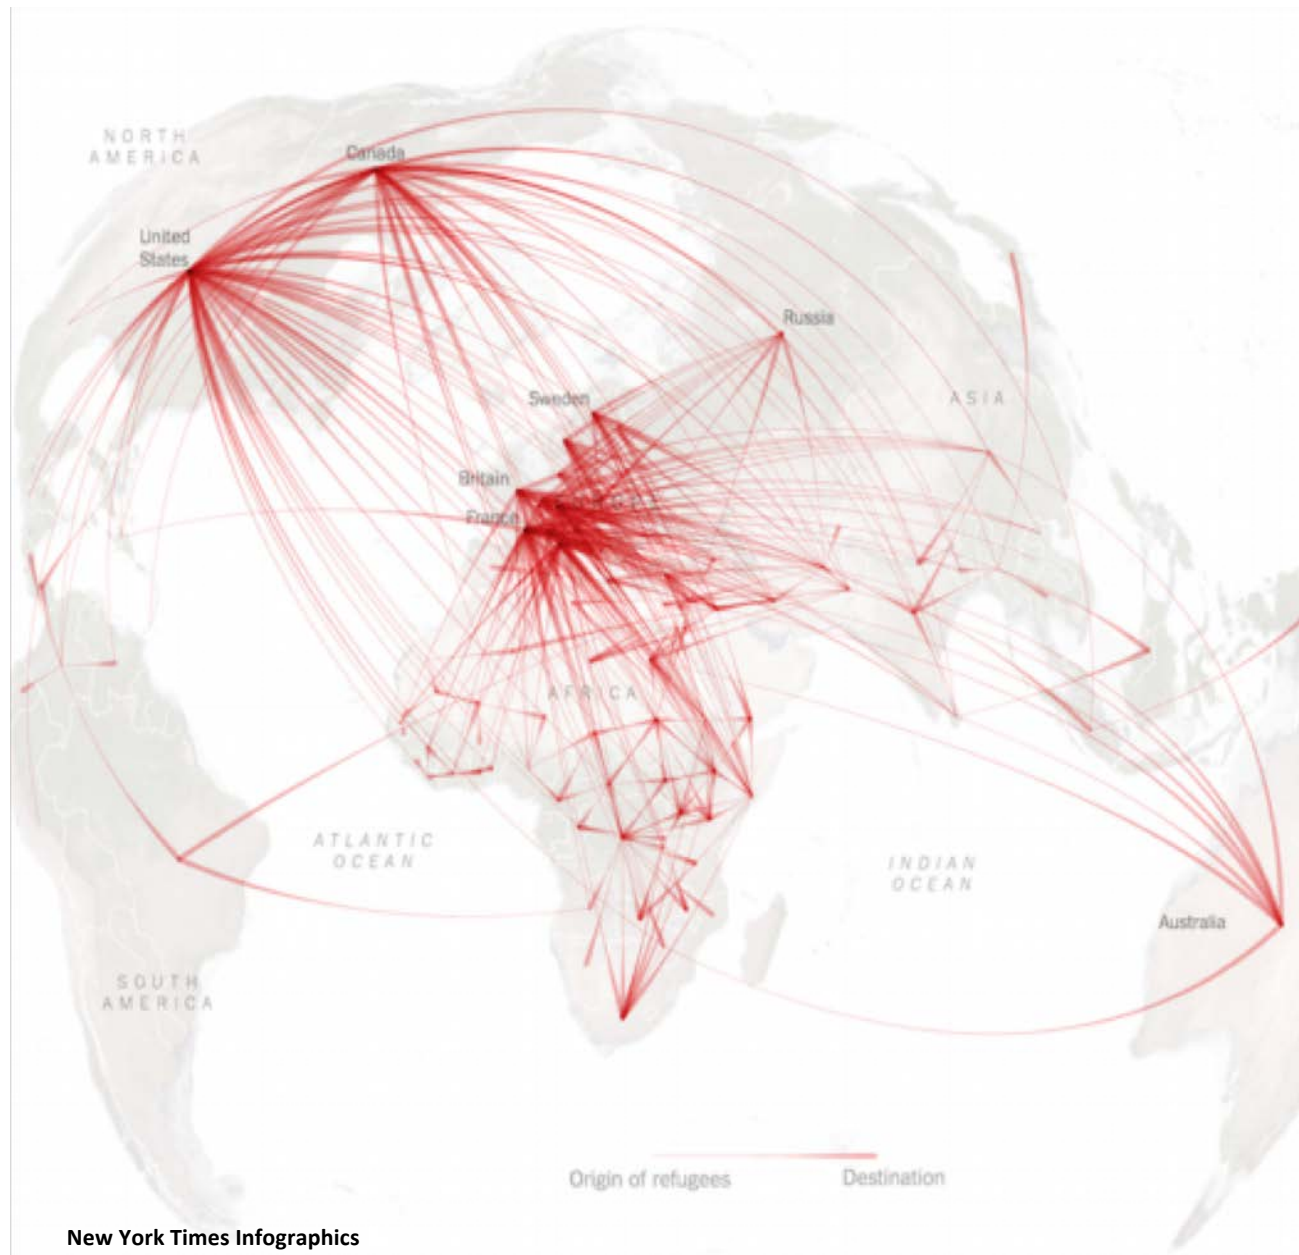 NORTH
AMERICA
Canada
United
States
Russia
Sweden
ASIA
Britain
France
AFRICA
ATLANTIC
OCEAN
INDIAN
OCEAN
Australia
SOUTH
AMERICA
Origin of refugees
Destination
New York Times Infographics